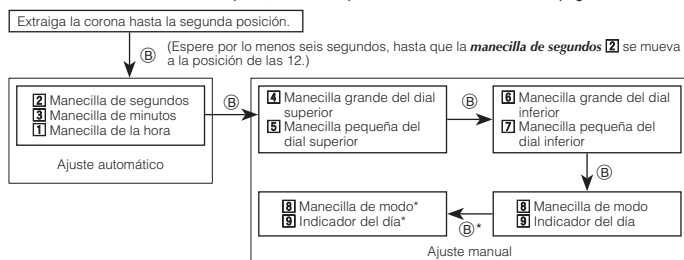 Extraiga la corona hasta la segunda posición.
Ⓑ
(Espere por lo menos seis segundos, hasta que la manecilla de segundos 2 se mueva
a la posición de las 12.)
2 Manecilla de segundos
3 Manecilla de minutos
1 Manecilla de la hora
Ajuste automático
Ⓑ
4 Manecilla grande del dial
superior
5 Manecilla pequeña del
dial superior
Ⓑ
6 Manecilla grande del dial
inferior
7 Manecilla pequeña del
dial inferior
Ⓑ
8 Manecilla de modo
9 Indicador del día
Ⓑ*
8 Manecilla de modo*
9 Indicador del día*
Ajuste manual